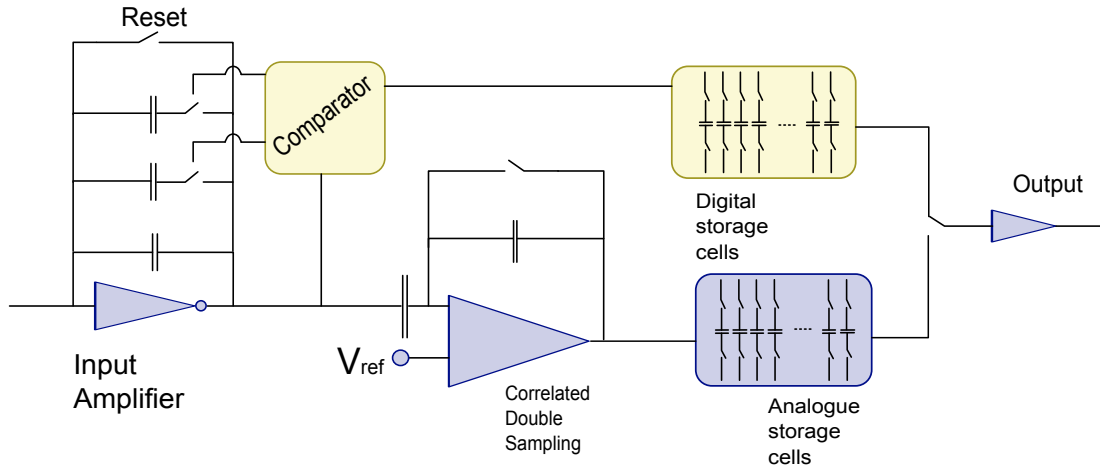 Reset
Comparator
Digital
storage
cells
Output
Input
Amplifier
Vref
Correlated
Double
Sampling
Analogue
storage
cells